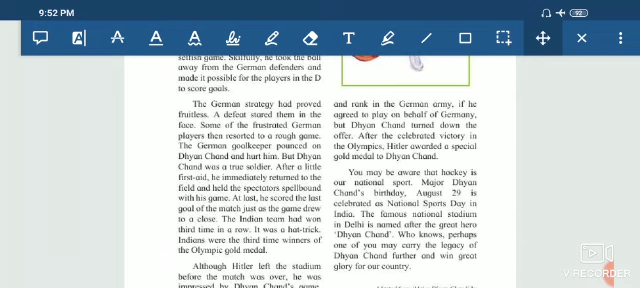 9:52 PM
92
T
selfish game. Skilfully, he took the ball
away from the German defenders and
made it possible for the players in the D
to score goals.
The German strategy had proved
fruitless. A defeat stared them in the
face. Some of the frustrated German
players then resorted to a rough game.
The German goalkeeper pounced on
Dhyan Chand and hurt him. But Dhyan
Chand was a true soldier. After a little
first-aid, he immediately returned to the
field and held the spectators spellbound
with his game. At last, he scored the last
goal of the match just as the game drew
to a close. The Indian team had won
third time in a row. It was a hat-trick.
Indians were the third time winners of
the Olympic gold medal.
Although Hitler left the stadium
before the match was over, he was
impressed by Dhyan Chand's game.
and rank in the German army, if he
agreed to play on behalf of Germany,
but Dhyan Chand turned down the
offer. After the celebrated victory in
the Olympics, Hitler awarded a special
gold medal to Dhyan Chand.
You may be aware that hockey is
our national sport. Major Dhyan
Chand's birthday, August 29 is
celebrated as National Sports Day in
India. The famous national stadium
in Delhi is named after the great hero
'Dhyan Chand'. Who knows, perhaps
one of you may carry the legacy of
Dhyan Chand further and win great
glory for our country.
V RECORDER